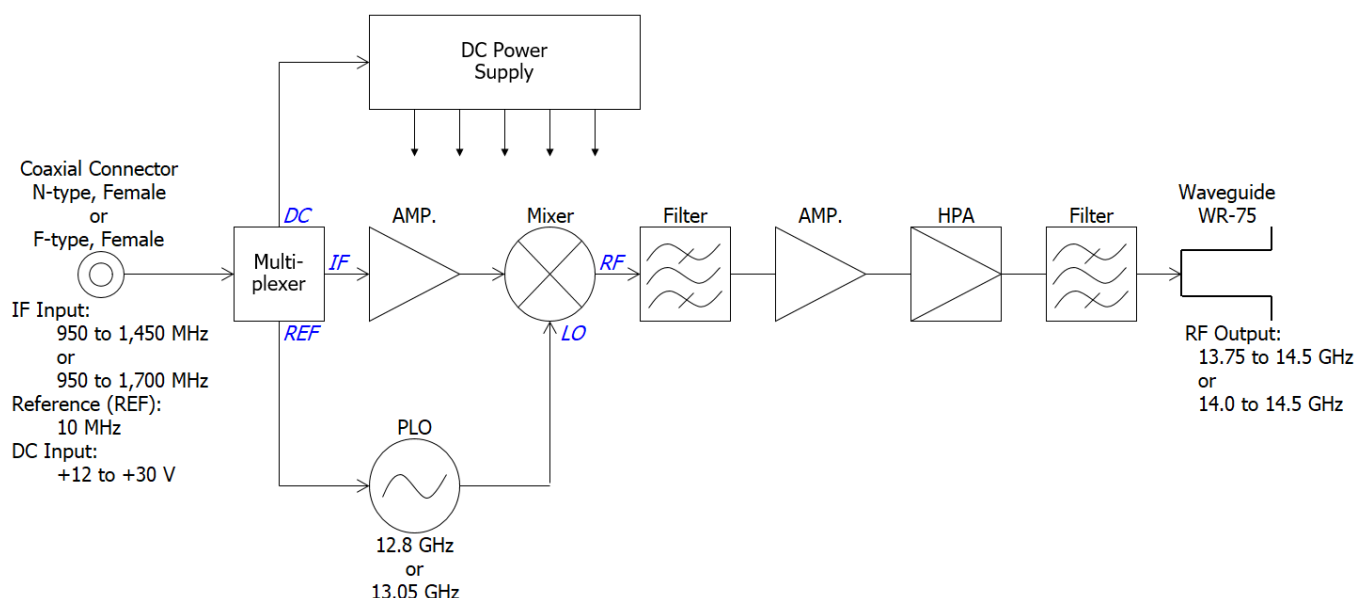 DC Power
Supply
Coaxial Connector
N-type, Female
or
F-type, Female
DC
AMP.
Mixer
Filter
AMP.
HPA
Filter
Waveguide
WR-75
Multi-
plexer
IF
RF
REF
LO
IF Input:
950 to 1,450 MHz
or
950 to 1,700 MHz
Reference (REF):
10 MHz
DC Input:
+12 to +30 V
RF Output:
13.75 to 14.5 GHz
or
14.0 to 14.5 GHz
PLO
12.8 GHz
or
13.05 GHz